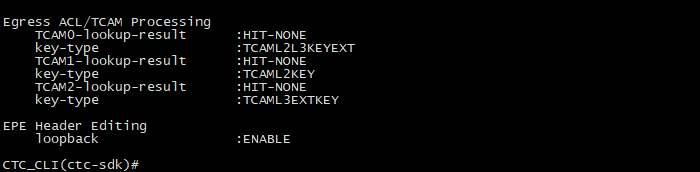 Egress ACL/TCAM Processing
TCAM0-lookup-result :HIT-NONE
key-type :TCAML2L3KEYEXT
TCAM1-lookup-result :HIT-NONE
key-type :TCAML2KEY
TCAM2-lookup-result :HIT-NONE
key-type :TCAML3EXTKEY
EPE Header Editing
loopback :ENABLE
CTC_CLI(ctc-sdk)#